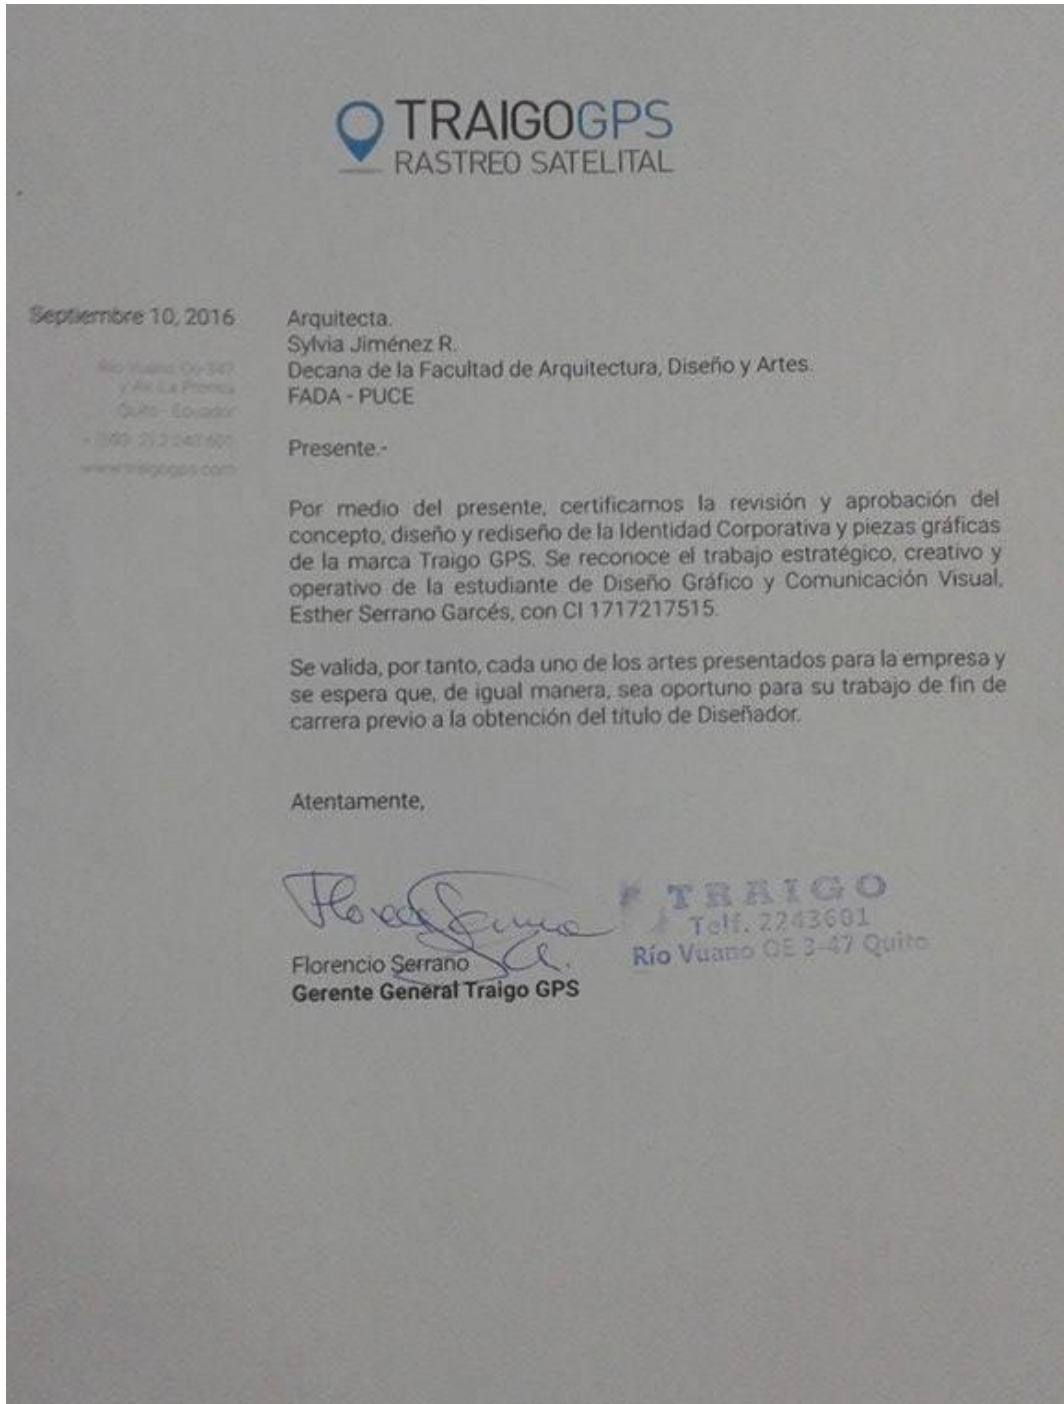 TRAIGOGPS
RASTREO SATELITAL
Septiembre 10, 2016
Quito - Ecuador
www.traigogps.com
Arquitecta.
Sylvia Jiménez R.
Decana de la Facultad de Arquitectura, Diseño y Artes.
FADA - PUCE
Presente.-
Por medio del presente, certificamos la revisión y aprobación del
concepto, diseño y rediseño de la Identidad Corporativa y piezas gráficas
de la marca Traigo GPS. Se reconoce el trabajo estratégico, creativo y
operativo de la estudiante de Diseño Gráfico y Comunicación Visual,
Esther Serrano Garcés, con CI 1717217515.
Se valida, por tanto, cada uno de los artes presentados para la empresa y
se espera que, de igual manera, sea oportuno para su trabajo de fin de
carrera previo a la obtención del título de Diseñador.
Atentamente,
Florencio Serrano
Gerente General Traigo GPS
TRAIGO
Telf. 2243601
Río Vuano OE 3-47 Quito